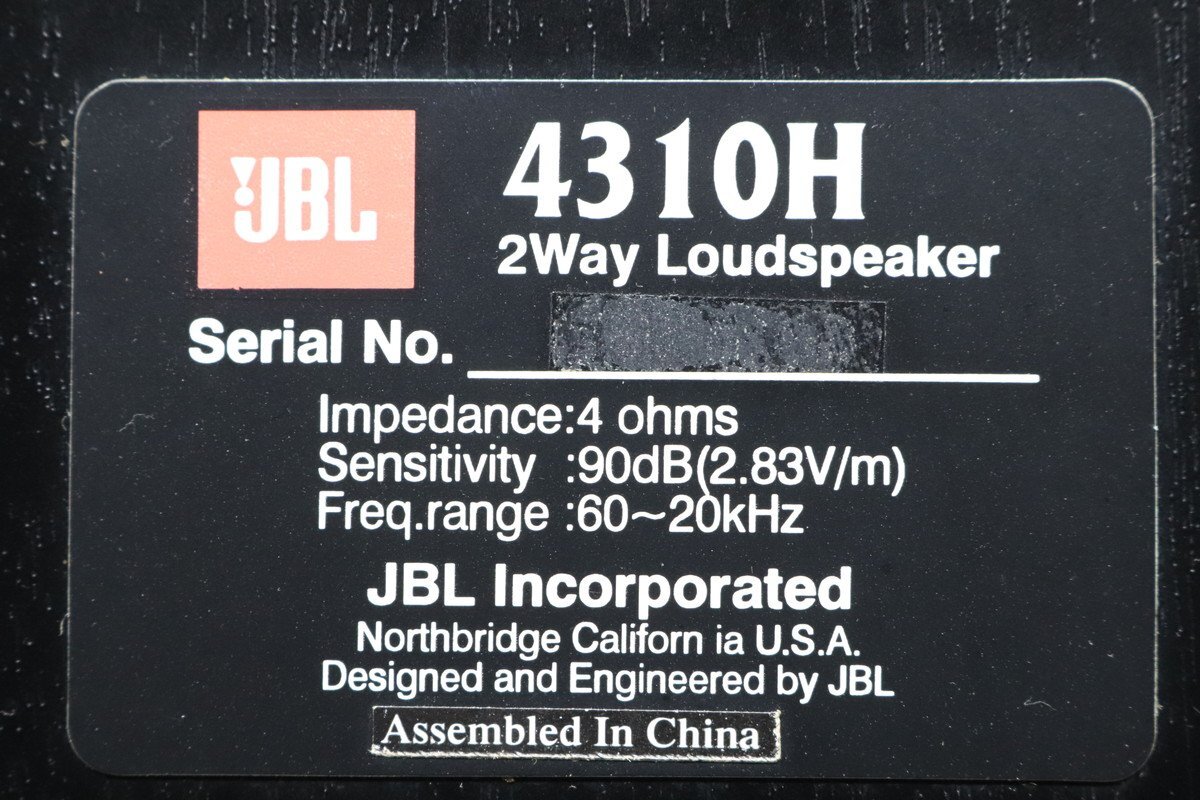 JBL
4310H
2Way Loudspeaker
Serial No.
Impedance:4 ohms
Sensitivity :90dB(2.83V/m)
Freq.range :60~20kHz
JBL Incorporated
Northbridge Californ ia U.S.A.
Designed and Engineered by JBL
Assembled In China